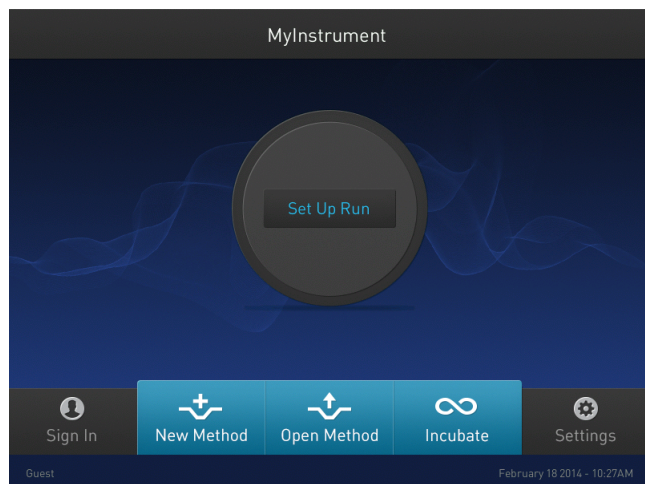 MyInstrument
Set Up Run
Sign In
New Method
Open Method
Incubate
Settings
Guest
February 18 2014 - 10:27AM